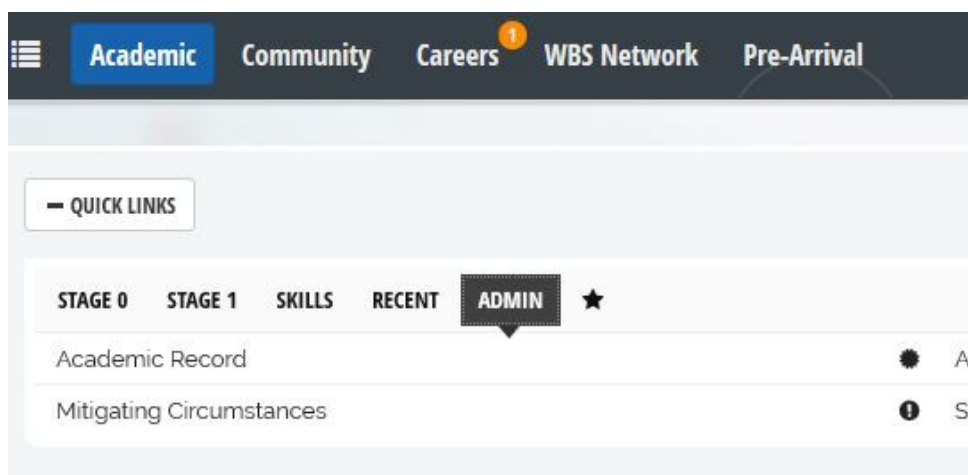 Academic Community Careers 1 WBS Network Pre-Arrival
QUICK LINKS
STAGE 0 STAGE 1 SKILLS RECENT ADMIN
Academic Record A
Mitigating Circumstances S